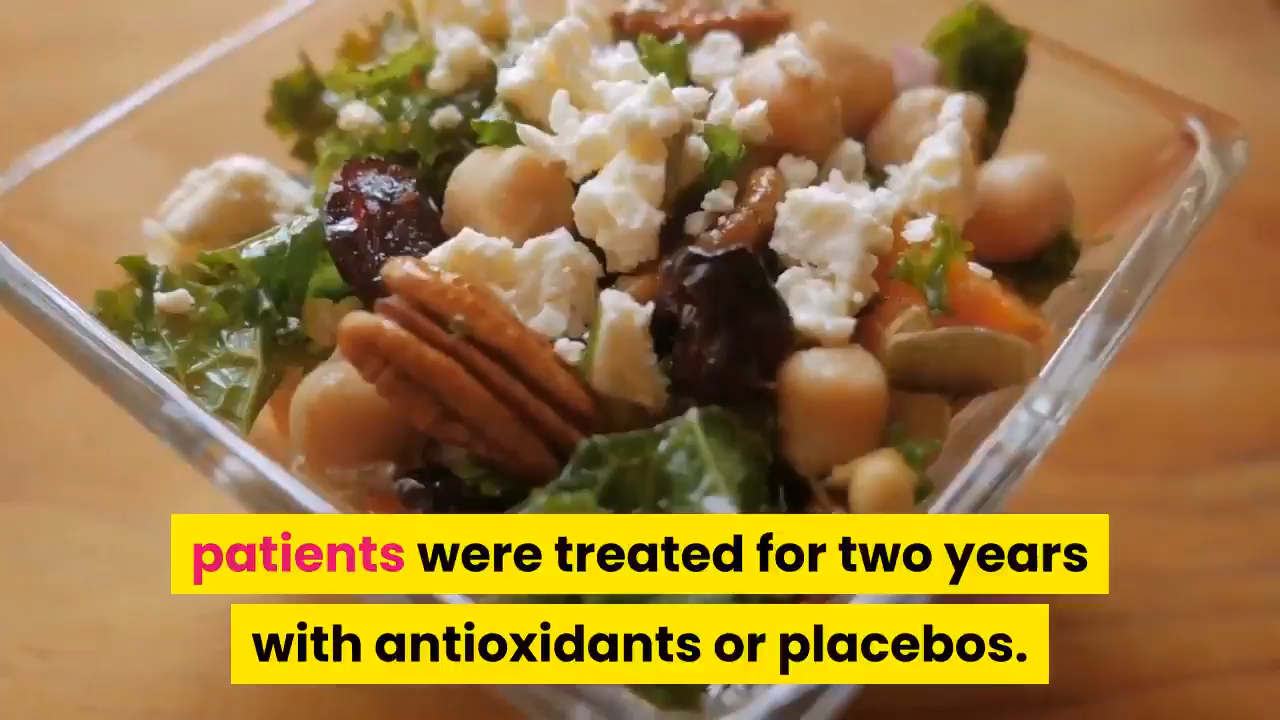 patients were treated for two years
with antioxidants or placebos.